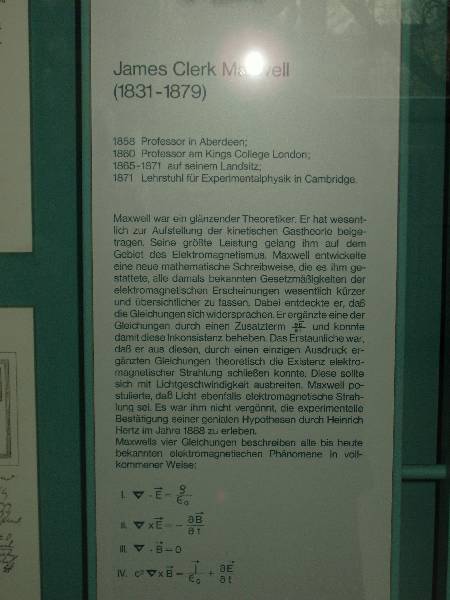 James Clerk Maxwell
(1831-1879)
1858 Professor in Aberdeen;
1860 Professor am Kings College London;
1865-1871 auf seinem Landsitz;
1871 Lehrstuhl für Experimentalphysik in Cambridge.
Maxwell war ein glänzender Theoretiker. Er hat wesent-
lich zur Aufstellung der kinetischen Gastheorie beige-
tragen. Seine größte Leistung gelang ihm auf dem
Gebiet des Elektromagnetismus. Maxwell entwickelte
eine neue mathematische Schreibweise, die es ihm ge-
stattete, alle damals bekannten Gesetzmäßigkeiten der
elektromagnetischen Erscheinungen wesentlich kürzer
und übersichtlicher zu fassen. Dabei entdeckte er, daß
die Gleichungen sich widersprachen. Er ergänzte eine der
Gleichungen durch einen Zusatzterm ∂E/∂t und konnte
damit diese Inkonsistenz beheben. Das Erstaunliche war,
daß er aus diesen, durch einen einzigen Ausdruck er-
gänzten Gleichungen theoretisch die Existenz elektro-
magnetischer Strahlung schließen konnte. Diese sollte
sich mit Lichtgeschwindigkeit ausbreiten. Maxwell po-
stulierte, daß Licht ebenfalls elektromagnetische Strah-
lung sei. Es war ihm nicht vergönnt, die experimentelle
Bestätigung seiner genialen Hypothesen durch Heinrich
Hertz im Jahre 1888 zu erleben.
Maxwells vier Gleichungen beschreiben alle bis heute
bekannten elektromagnetischen Phänomene in voll-
kommener Weise:
I. ∇ · E⃗ = ρ/ε₀
II. ∇ x E⃗ = - ∂B⃗/∂t
III. ∇ · B⃗ = 0
IV. c² ∇ x B⃗ = j⃗/ε₀ + ∂E⃗/∂t